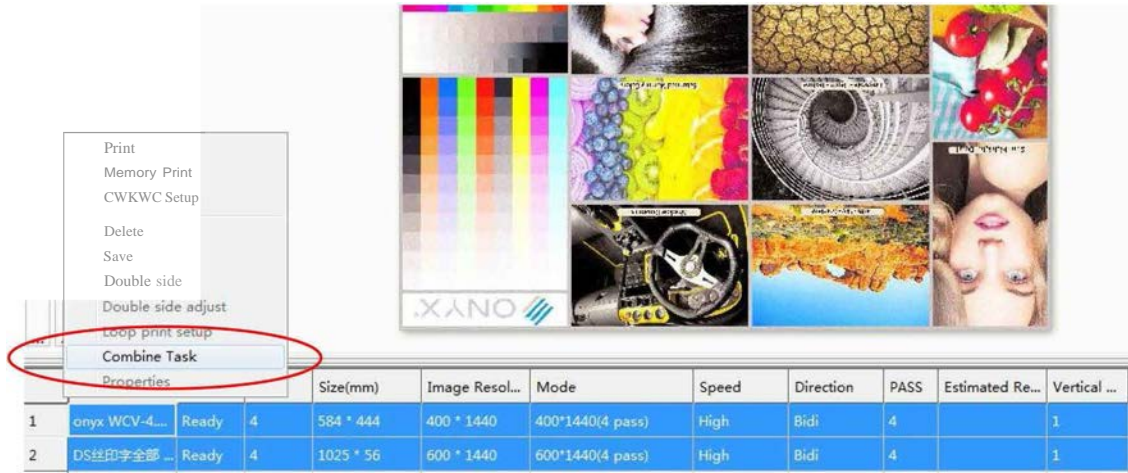 Print
Memory Print
CWKWC Setup
Delete
Save
Double side
Double side adjust
Loop print setup
Combine Task
Properties
ONYX
Size(mm) Image Resol... Mode Speed Direction PASS Estimated Re... Vertical ...
1 onyx WCV-4.... Ready 4 584 * 444 400 * 1440 400*1440(4 pass) High Bidi 4 1
2 DS丝印字全部 ... Ready 4 1025 * 56 600 * 1440 600*1440(4 pass) High Bidi 4 1